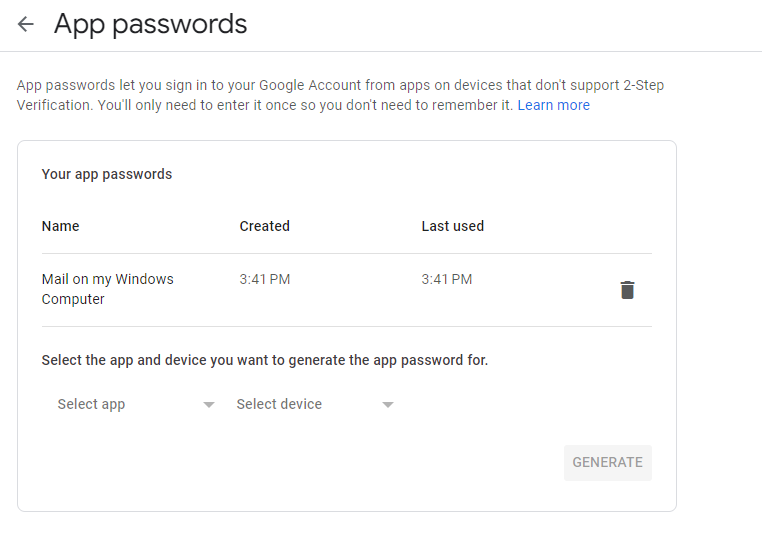 App passwords
App passwords let you sign in to your Google Account from apps on devices that don't support 2-Step
Verification. You'll only need to enter it once so you don't need to remember it. Learn more
Your app passwords
Name Created Last used
Mail on my Windows 3:41 PM 3:41 PM
Computer
Select the app and device you want to generate the app password for.
Select app Select device
GENERATE